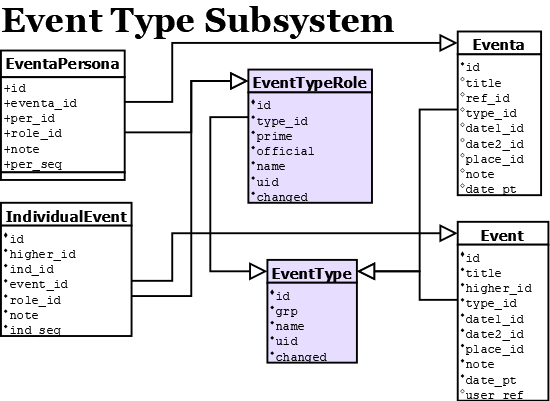 Event Type Subsystem
EventaPersona
+id
+eventa_id
+per_id
+role_id
+note
+per_seq
IndividualEvent
id
higher_id
ind_id
event_id
role_id
note
ind_seq
EventTypeRole
id
type_id
prime
official
name
uid
changed
EventType
id
grp
name
uid
changed
Eventa
id
title
ref_id
type_id
date1_id
date2_id
place_id
note
date_pt
Event
id
title
higher_id
type_id
date1_id
date2_id
place_id
note
date_pt
user_ref